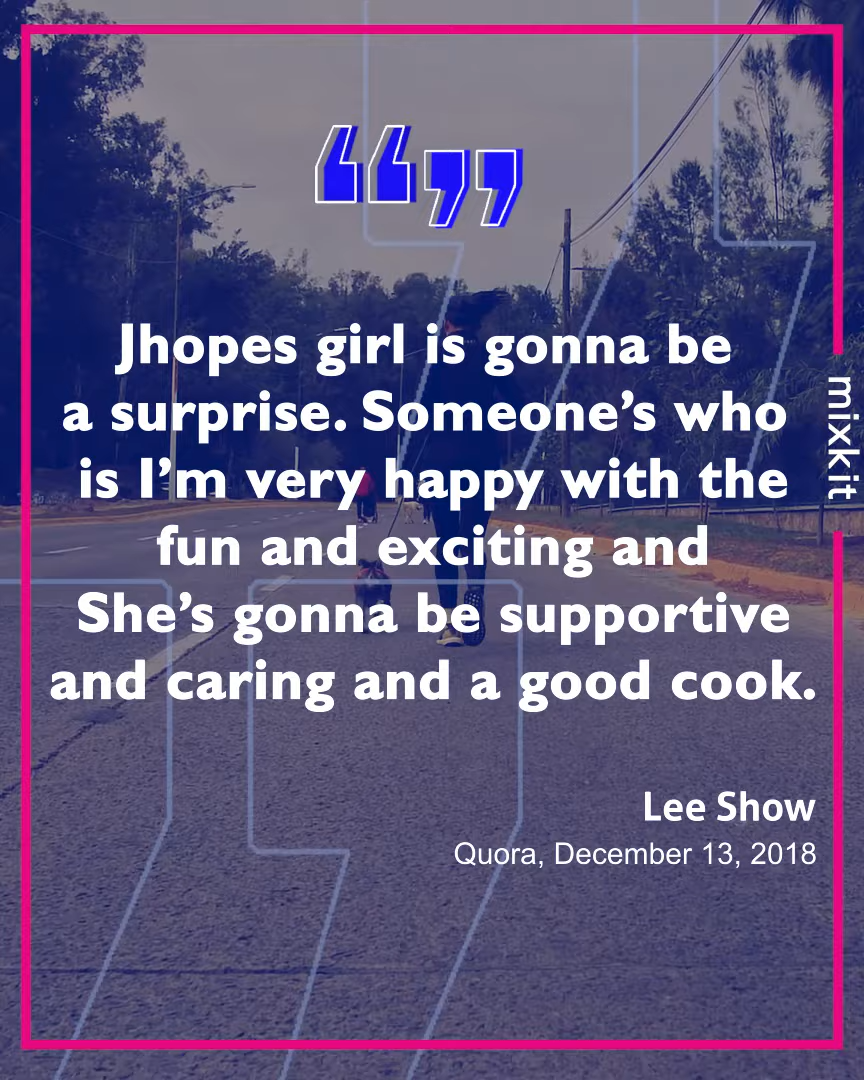 “”
Jhopes girl is gonna be
a surprise. Someone’s who
is I’m very happy with the
fun and exciting and
She’s gonna be supportive
and caring and a good cook.
mixkit
Lee Show
Quora, December 13, 2018